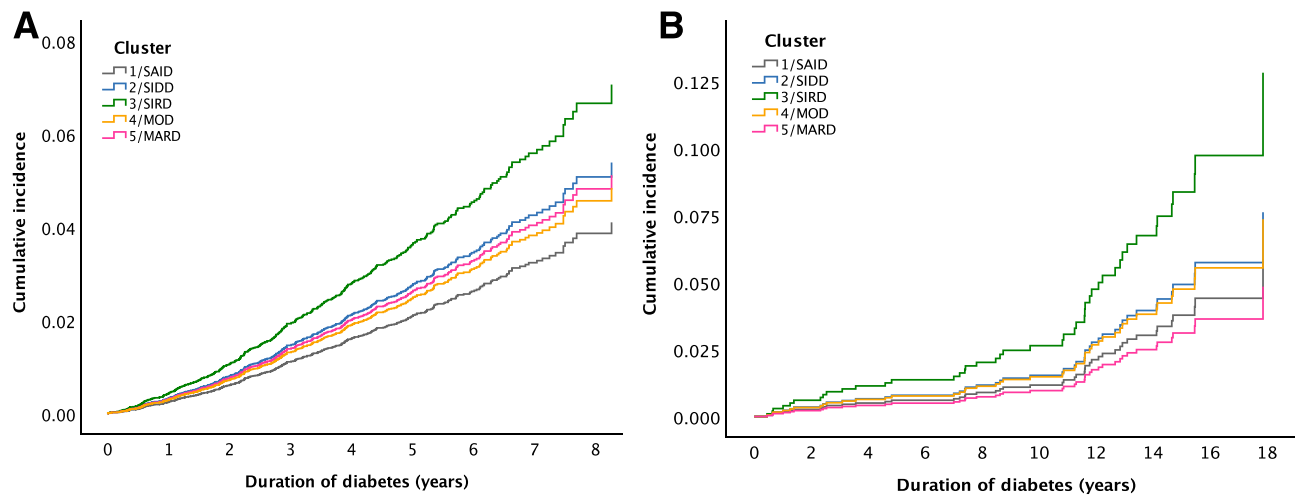 A
Cluster
1/SAID
2/SIDD
3/SIRD
4/MOD
5/MARD
0.08
0.06
0.04
0.02
0.00
Cumulative incidence
0 1 2 3 4 5 6 7 8
Duration of diabetes (years)
B
Cluster
1/SAID
2/SIDD
3/SIRD
4/MOD
5/MARD
0.125
0.100
0.075
0.050
0.025
0.000
Cumulative incidence
0 2 4 6 8 10 12 14 16 18
Duration of diabetes (years)